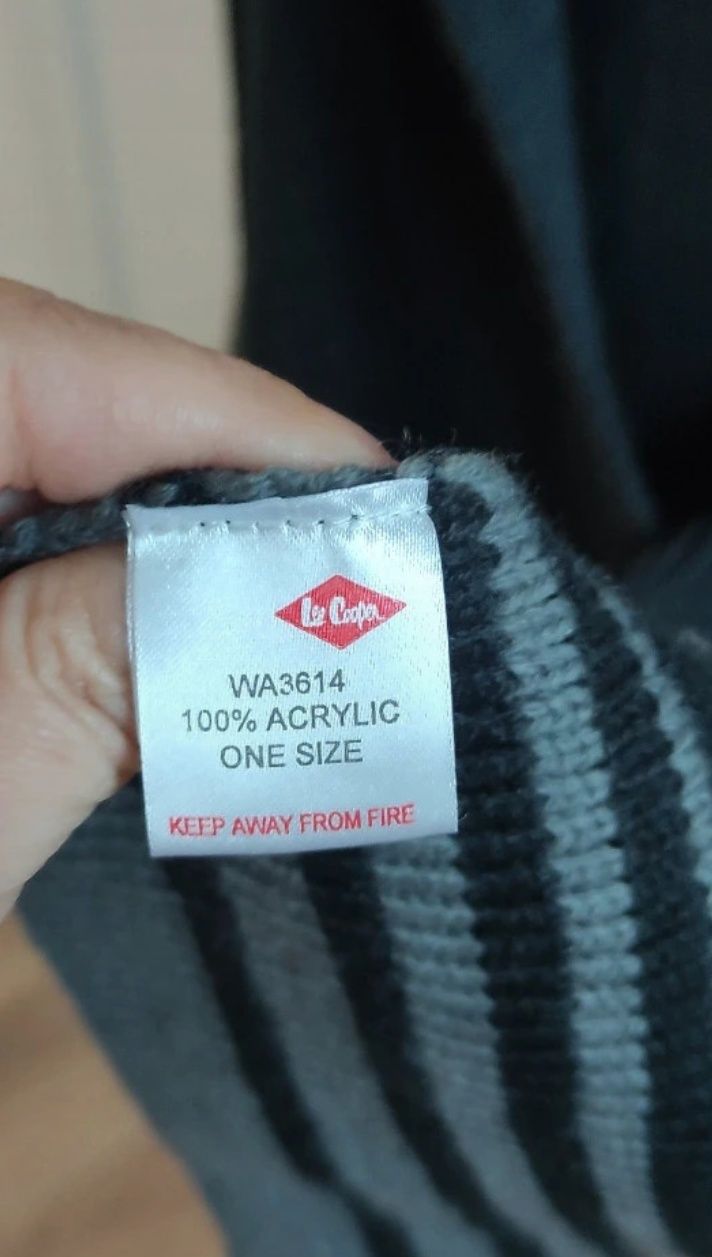 Lee Cooper
WA3614
100% ACRYLIC
ONE SIZE
KEEP AWAY FROM FIRE